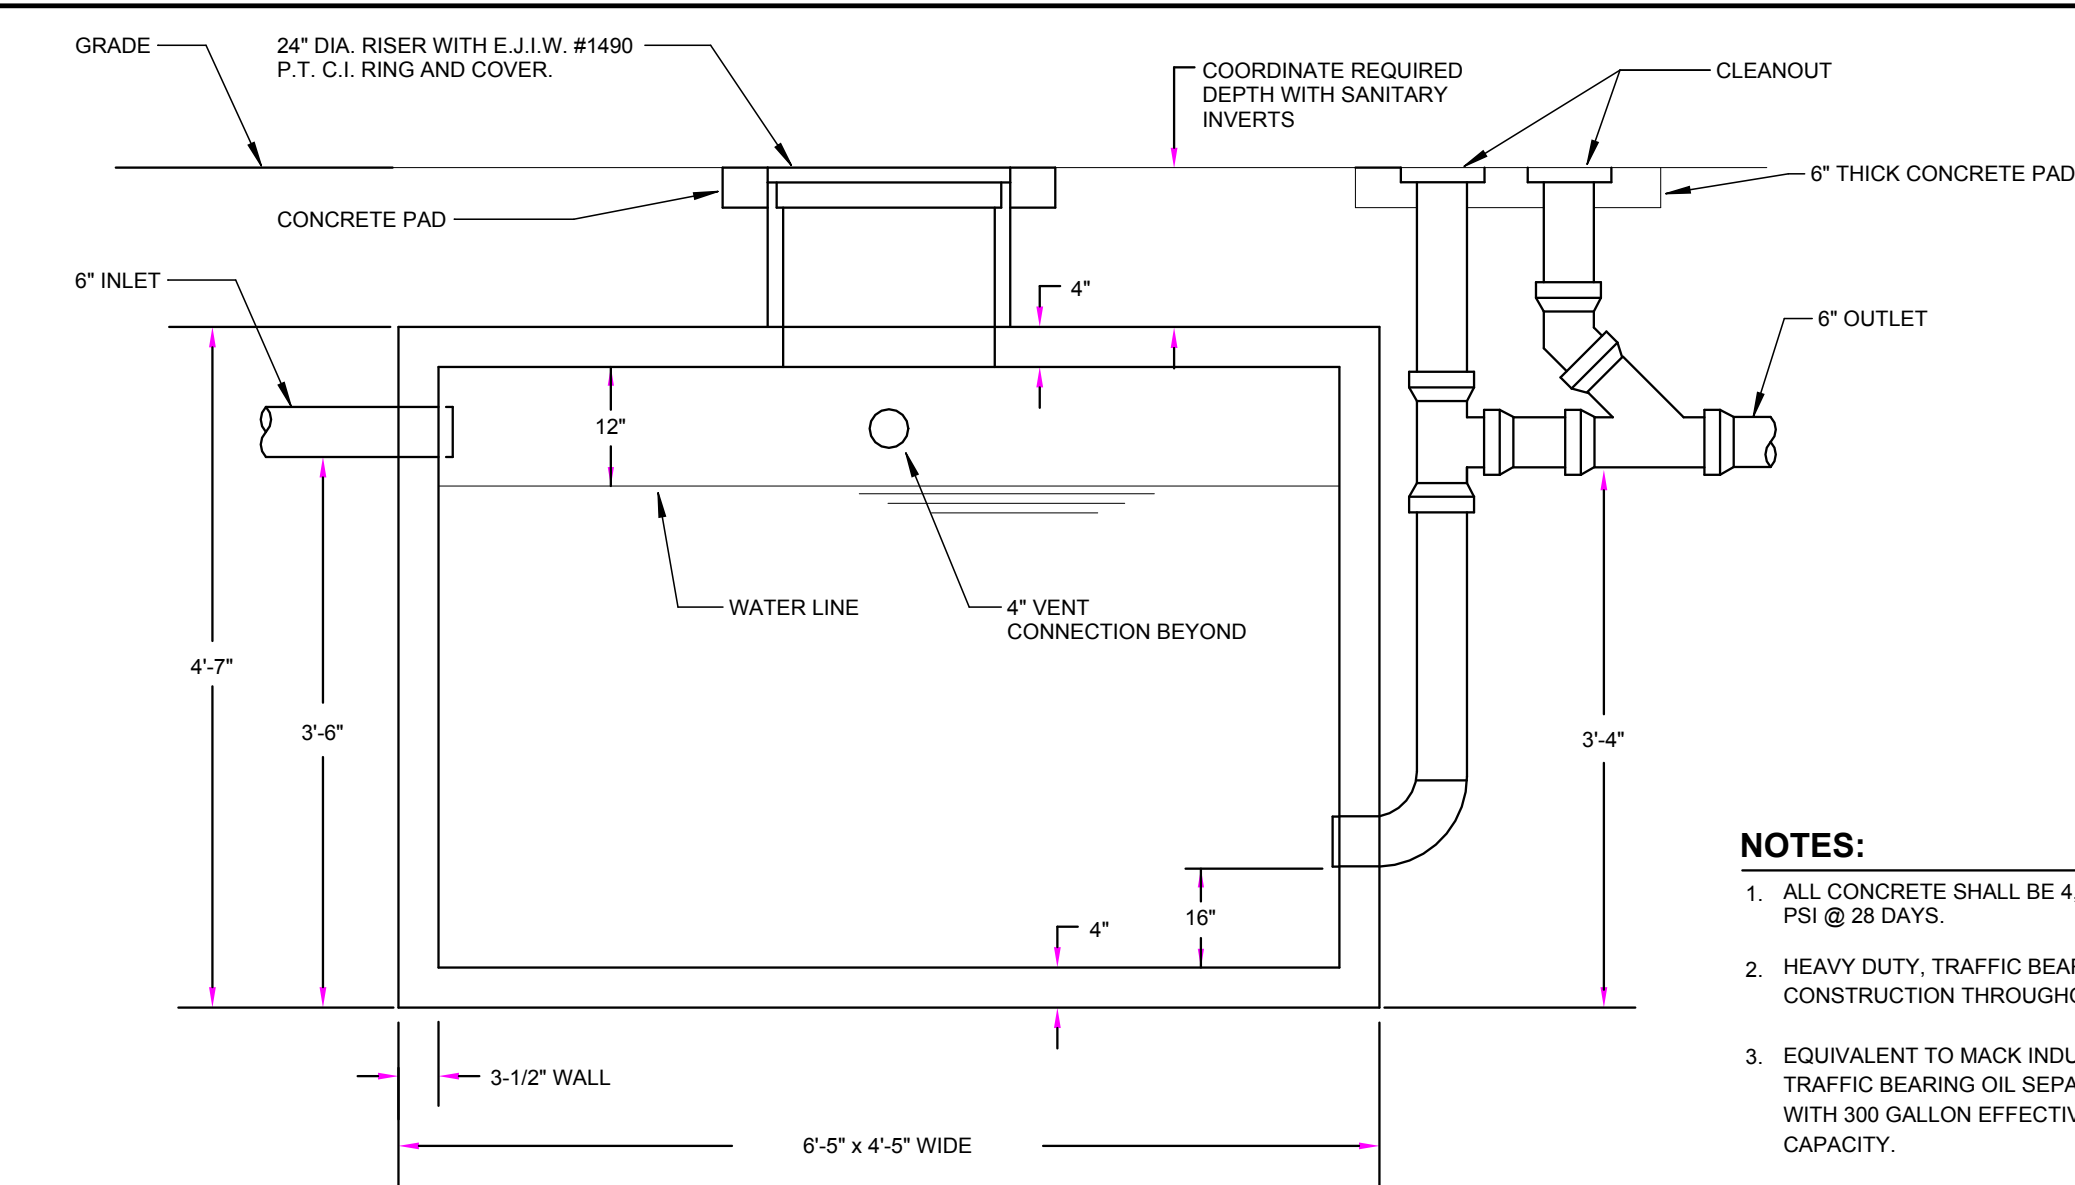 GRADE
24" DIA. RISER WITH E.J.I.W. #1490
P.T. C.I. RING AND COVER.
COORDINATE REQUIRED
DEPTH WITH SANITARY
INVERTS
CLEANOUT
6" THICK CONCRETE PAD
CONCRETE PAD
6" INLET
4"
6" OUTLET
12"
WATER LINE
4" VENT
CONNECTION BEYOND
4'-7"
3'-6"
3'-4"
16"
4"
3-1/2" WALL
6'-5" x 4'-5" WIDE
NOTES:
1. ALL CONCRETE SHALL BE 4,
PSI @ 28 DAYS.
2. HEAVY DUTY, TRAFFIC
CONSTRUCTION
3. EQUIVALENT TO MACK
TRAFFIC BEARING OIL
WITH 300 GALLON
CAPACITY.